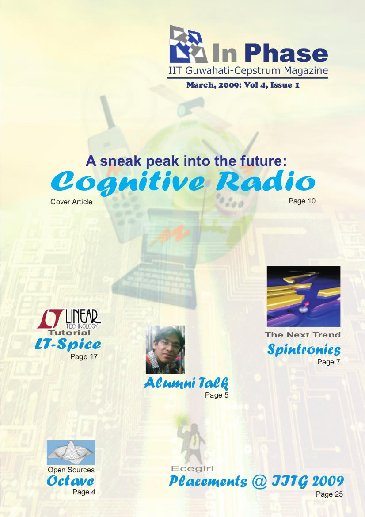 In Phase
IIT Guwahati-Cepstrum Magazine
March, 2009: Vol 4, Issue 1
A sneak peak into the future:
Cognitive Radio
Cover Article
Page 10
LINEAR
TECHNOLOGY
Tutorial
LT-Spice
Page 17
Alumni Talk
Page 5
The Next Trend
Spintronics
Page 7
Open Sources
Octave
Page 4
Ecegirl
Placements @ IITG 2009
Page 25